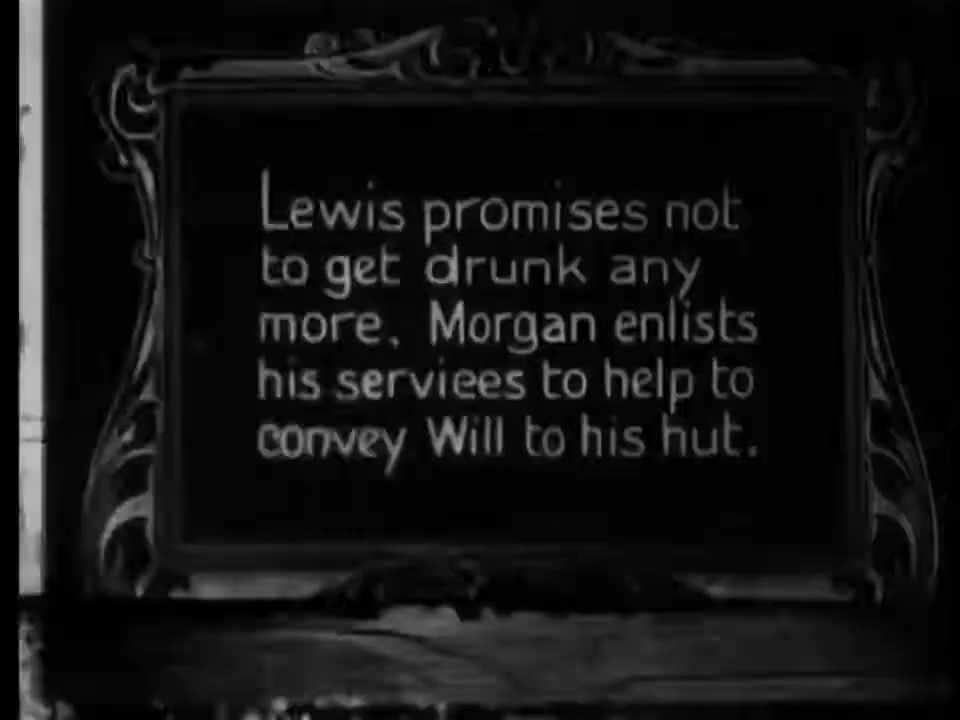 Lewis promises not
to get drunk any
more. Morgan enlists
his serviees to help to
convey Will to his hut.